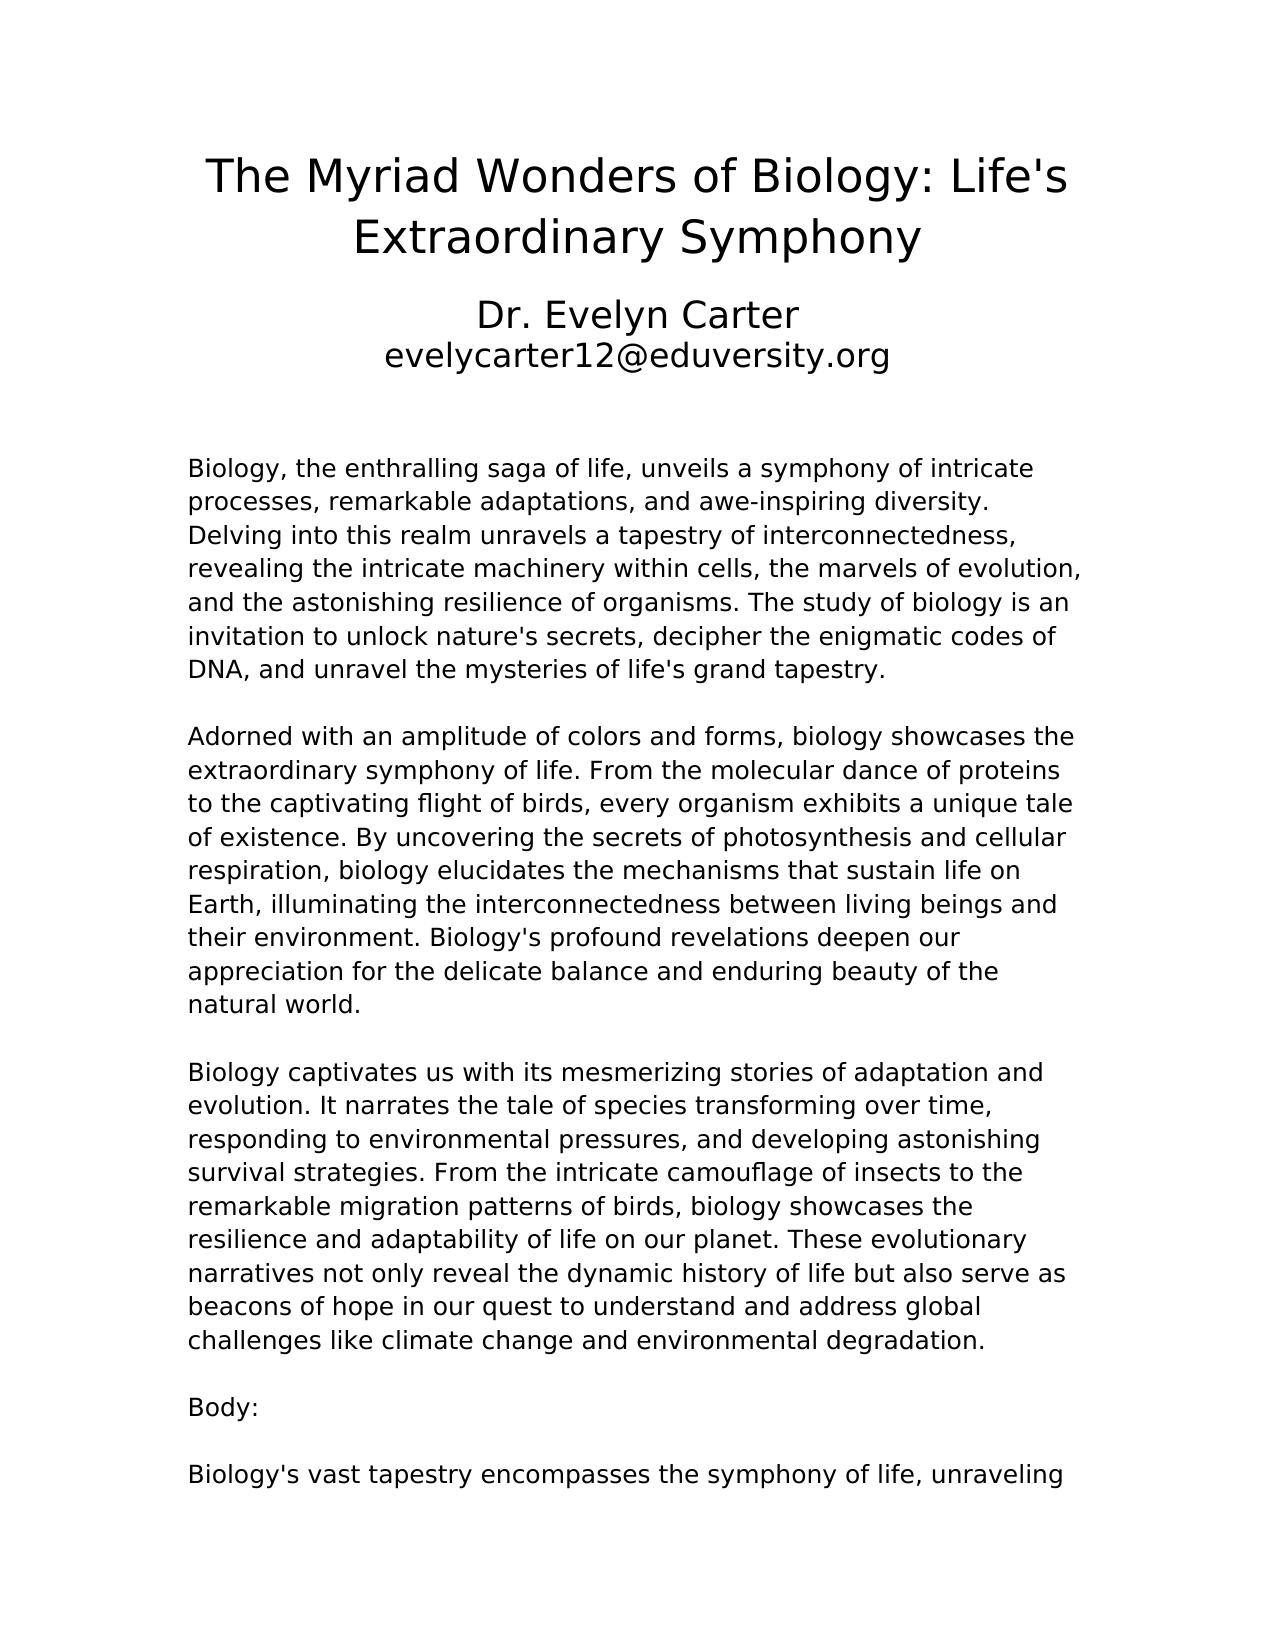 The Myriad Wonders of Biology: Life's
Extraordinary Symphony
Dr. Evelyn Carter
evelycarter12@eduversity.org
Biology, the enthralling saga of life, unveils a symphony of intricate
processes, remarkable adaptations, and awe-inspiring diversity.
Delving into this realm unravels a tapestry of interconnectedness,
revealing the intricate machinery within cells, the marvels of evolution,
and the astonishing resilience of organisms. The study of biology is an
invitation to unlock nature's secrets, decipher the enigmatic codes of
DNA, and unravel the mysteries of life's grand tapestry.
Adorned with an amplitude of colors and forms, biology showcases the
extraordinary symphony of life. From the molecular dance of proteins
to the captivating flight of birds, every organism exhibits a unique tale
of existence. By uncovering the secrets of photosynthesis and cellular
respiration, biology elucidates the mechanisms that sustain life on
Earth, illuminating the interconnectedness between living beings and
their environment. Biology's profound revelations deepen our
appreciation for the delicate balance and enduring beauty of the
natural world.
Biology captivates us with its mesmerizing stories of adaptation and
evolution. It narrates the tale of species transforming over time,
responding to environmental pressures, and developing astonishing
survival strategies. From the intricate camouflage of insects to the
remarkable migration patterns of birds, biology showcases the
resilience and adaptability of life on our planet. These evolutionary
narratives not only reveal the dynamic history of life but also serve as
beacons of hope in our quest to understand and address global
challenges like climate change and environmental degradation.
Body:
Biology's vast tapestry encompasses the symphony of life, unraveling